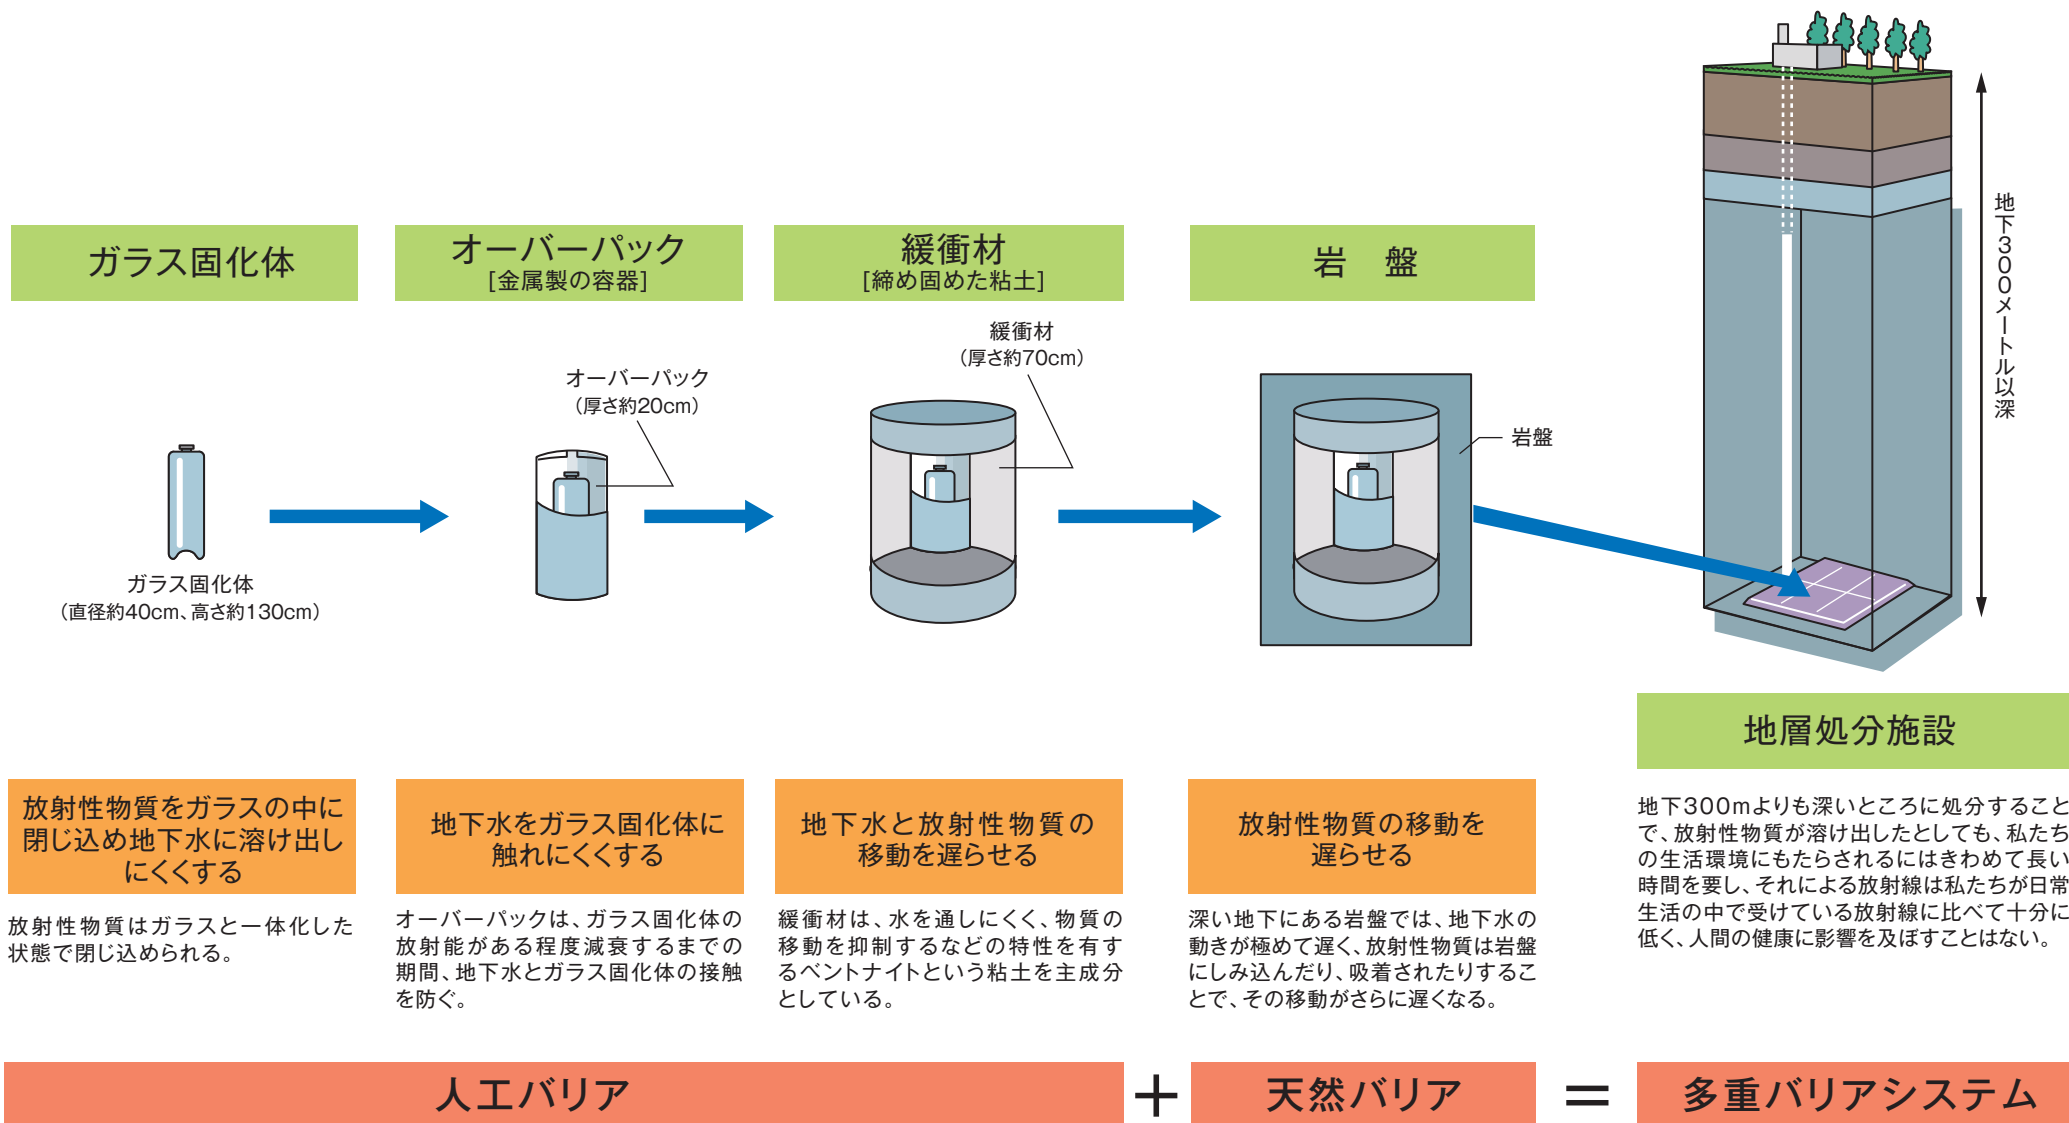 ガラス固化体
オーバーパック
[金属製の容器]
緩衝材
[締め固めた粘土]
岩　盤
地下300メートル以深
緩衝材
(厚さ約70cm)
オーバーパック
(厚さ約20cm)
岩盤
ガラス固化体
(直径約40cm、高さ約130cm)
地層処分施設
放射性物質をガラスの中に
閉じ込め地下水に溶け出し
にくくする
放射性物質はガラスと一体化した
状態で閉じ込められる。
地下水をガラス固化体に
触れにくくする
オーバーパックは、ガラス固化体の
放射能がある程度減衰するまでの
期間、地下水とガラス固化体の接触
を防ぐ。
地下水と放射性物質の
移動を遅らせる
緩衝材は、水を通しにくく、物質の
移動を抑制するなどの特性を有す
るベントナイトという粘土を主成分
としている。
放射性物質の移動を
遅らせる
深い地下にある岩盤では、地下水の
動きが極めて遅く、放射性物質は岩盤
にしみ込んだり、吸着されたりするこ
とで、その移動がさらに遅くなる。
地下300mよりも深いところに処分すること
で、放射性物質が溶け出したとしても、私たち
の生活環境にもたらされるにはきわめて長い
時間を要し、それによる放射線は私たちが日常
生活の中で受けている放射線に比べて十分に
低く、人間の健康に影響を及ぼすことはない。
人工バリア
＋
天然バリア
＝
多重バリアシステム